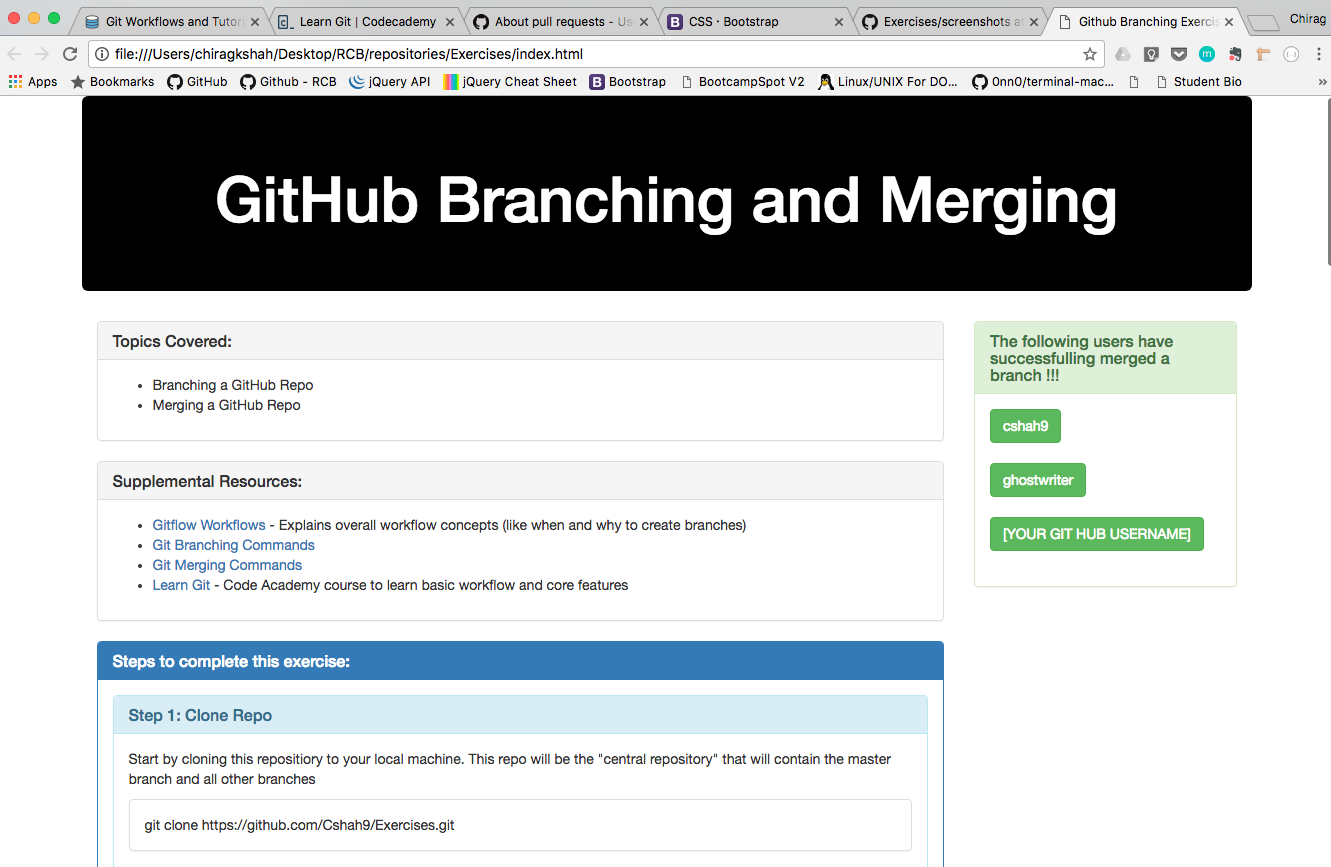 Git Workflows and Tutori
Learn Git | Codecademy
About pull requests - Us
CSS · Bootstrap
Exercises/screenshots at
Github Branching Exercis
Chirag
file:///Users/chiragkshah/Desktop/RCB/repositories/Exercises/index.html
Apps
Bookmarks
GitHub
Github - RCB
jQuery API
jQuery Cheat Sheet
Bootstrap
BootcampSpot V2
Linux/UNIX For DO...
0nn0/terminal-mac...
Student Bio
»
GitHub Branching and Merging
Topics Covered:
• Branching a GitHub Repo
• Merging a GitHub Repo
Supplemental Resources:
• Gitflow Workflows - Explains overall workflow concepts (like when and why to create branches)
• Git Branching Commands
• Git Merging Commands
• Learn Git - Code Academy course to learn basic workflow and core features
Steps to complete this exercise:
Step 1: Clone Repo
Start by cloning this repositiory to your local machine. This repo will be the "central repository" that will contain the master
branch and all other branches
git clone https://github.com/Cshah9/Exercises.git
The following users have
successfulling merged a
branch !!!
cshah9
ghostwriter
[YOUR GIT HUB USERNAME]